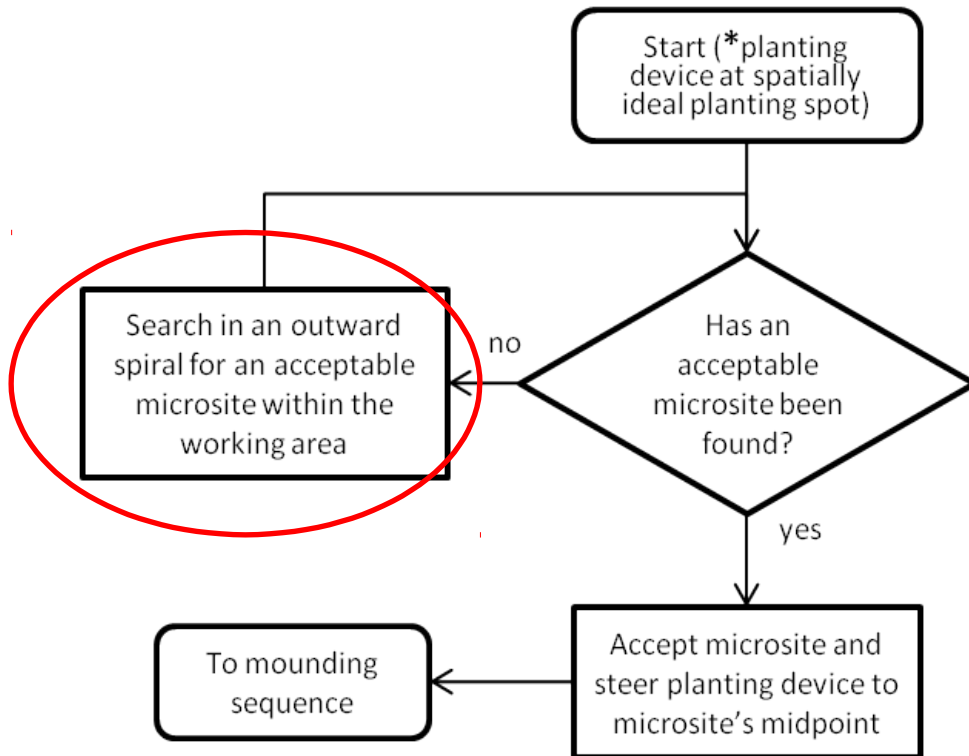 Start (*planting
device at spatially
ideal planting spot)
Search in an outward
spiral for an acceptable
microsite within the
working area
no
Has an
acceptable
microsite been
found?
yes
To mounding
sequence
Accept microsite and
steer planting device to
microsite's midpoint